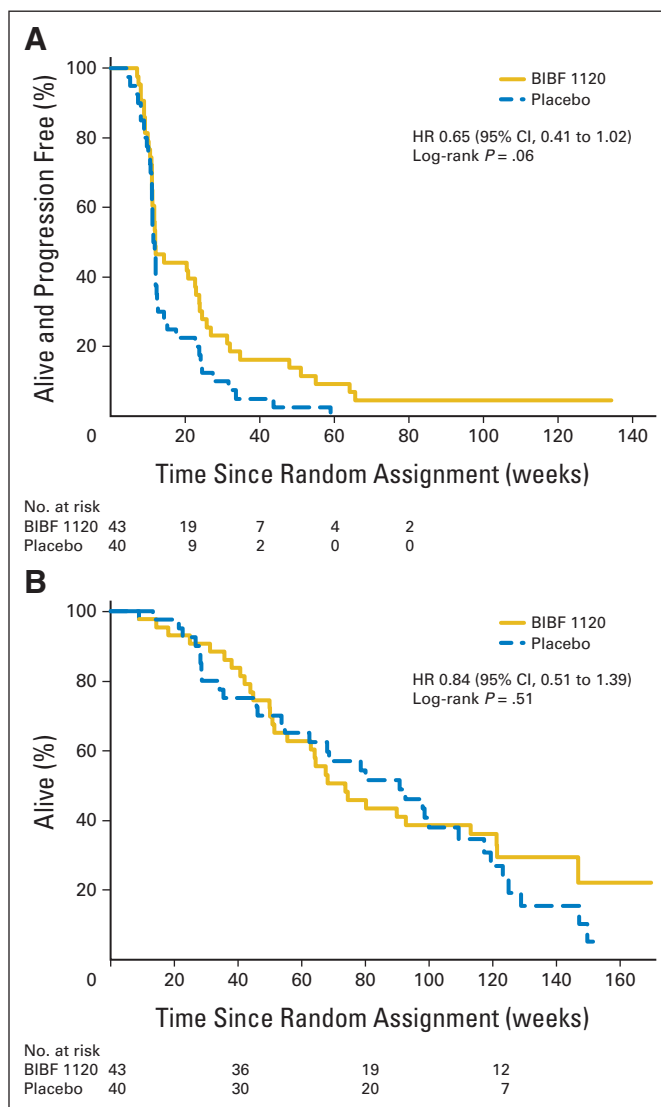 A
BIBF 1120
Placebo
HR 0.65 (95% CI, 0.41 to 1.02)
Log-rank P = .06
Alive and Progression Free (%)
100
80
60
40
20
0 20 40 60 80 100 120 140
Time Since Random Assignment (weeks)
No. at risk
BIBF 1120 43 19 7 4 2
Placebo 40 9 2 0 0
B
BIBF 1120
Placebo
HR 0.84 (95% CI, 0.51 to 1.39)
Log-rank P = .51
Alive (%)
100
80
60
40
20
0 20 40 60 80 100 120 140 160
Time Since Random Assignment (weeks)
No. at risk
BIBF 1120 43 36 19 12
Placebo 40 30 20 7